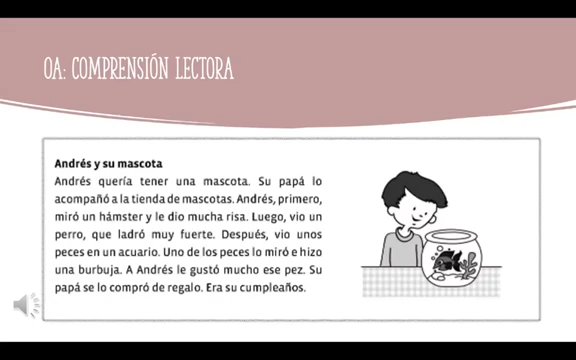 OA: COMPRENSIÓN LECTORA
Andrés y su mascota
Andrés quería tener una mascota. Su papá lo
acompañó a la tienda de mascotas. Andrés, primero,
miró un hámster y le dio mucha risa. Luego, vio un
perro, que ladró muy fuerte. Después, vio unos
peces en un acuario. Uno de los peces lo miró e hizo
una burbuja. A Andrés le gustó mucho ese pez. Su
papá se lo compró de regalo. Era su cumpleaños.